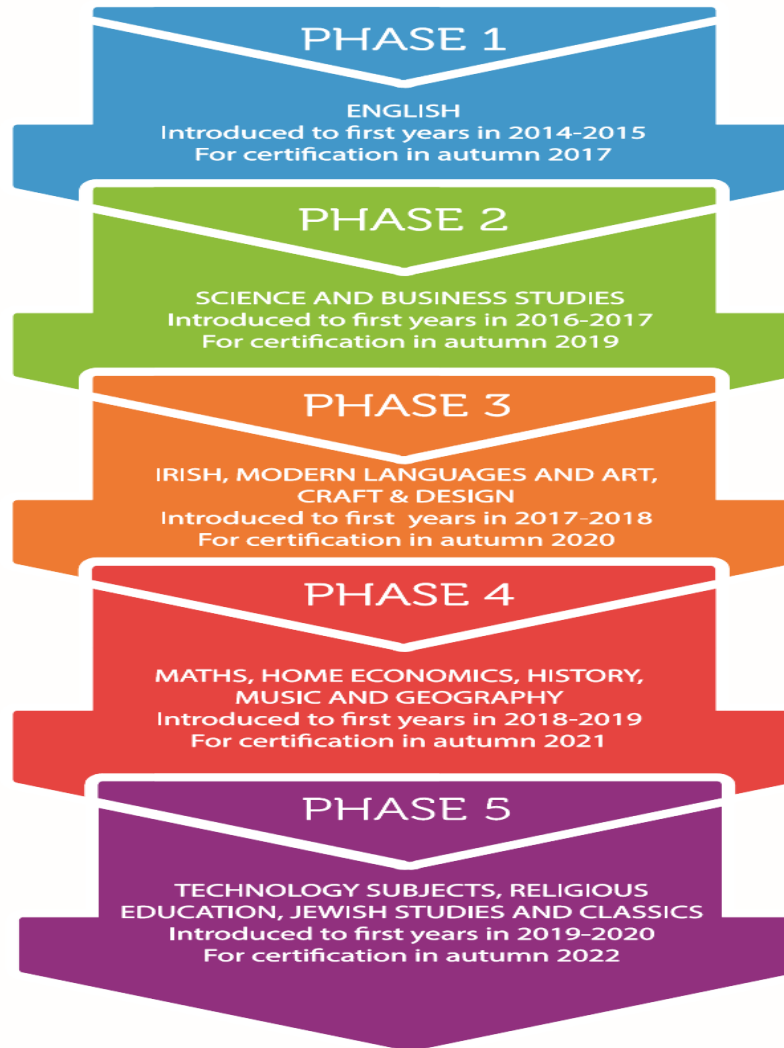 PHASE 1
ENGLISH
Introduced to first years in 2014-2015
For certification in autumn 2017
PHASE 2
SCIENCE AND BUSINESS STUDIES
Introduced to first years in 2016-2017
For certification in autumn 2019
PHASE 3
IRISH, MODERN LANGUAGES AND ART,
CRAFT & DESIGN
Introduced to first years in 2017-2018
For certification in autumn 2020
PHASE 4
MATHS, HOME ECONOMICS, HISTORY,
MUSIC AND GEOGRAPHY
Introduced to first years in 2018-2019
For certification in autumn 2021
PHASE 5
TECHNOLOGY SUBJECTS, RELIGIOUS
EDUCATION, JEWISH STUDIES AND CLASSICS
Introduced to first years in 2019-2020
For certification in autumn 2022